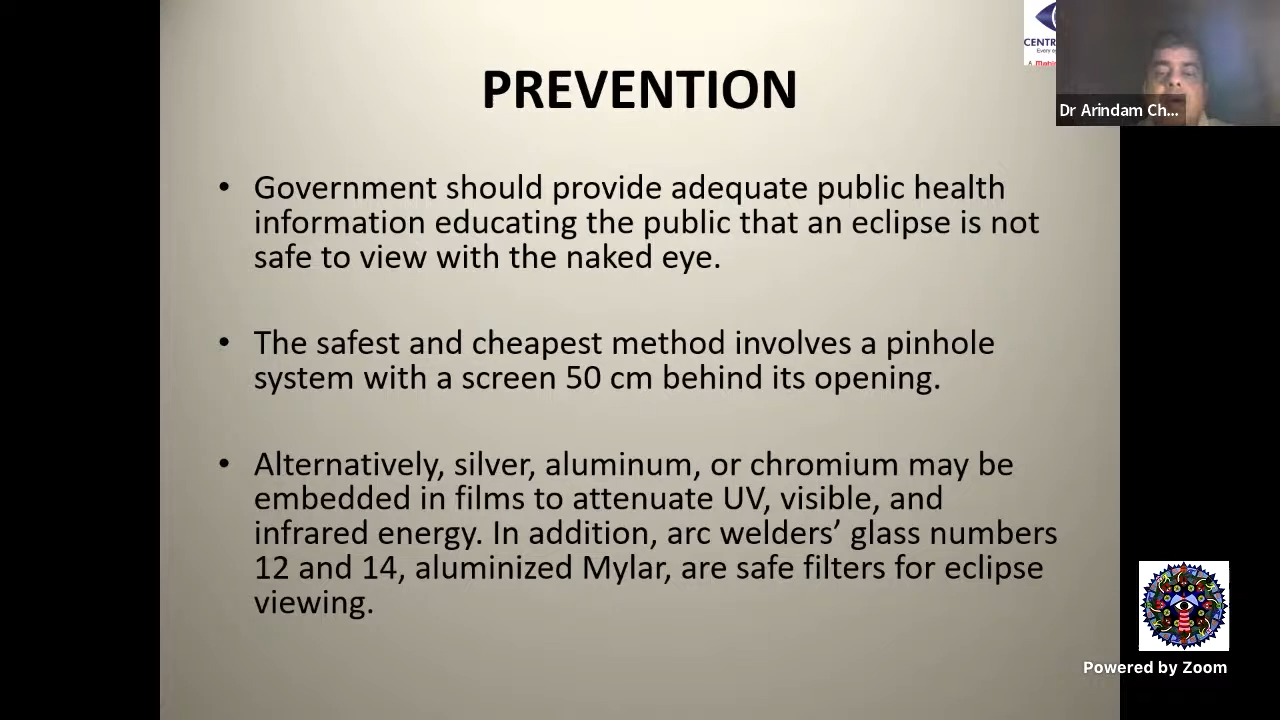 PREVENTION
• Government should provide adequate public health
information educating the public that an eclipse is not
safe to view with the naked eye.
• The safest and cheapest method involves a pinhole
system with a screen 50 cm behind its opening.
• Alternatively, silver, aluminum, or chromium may be
embedded in films to attenuate UV, visible, and
infrared energy. In addition, arc welders’ glass numbers
12 and 14, aluminized Mylar, are safe filters for eclipse
viewing.
CENTR
Dr Arindam Ch...
Powered by Zoom